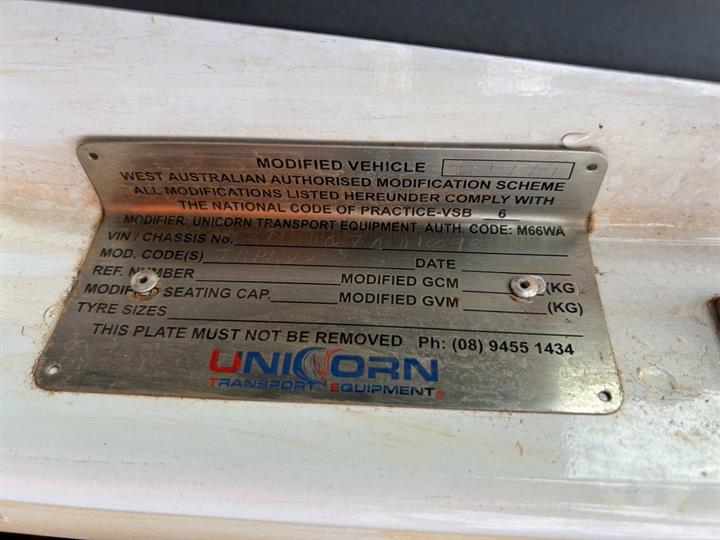 MODIFIED VEHICLE
WEST AUSTRALIAN AUTHORISED MODIFICATION SCHEME
ALL MODIFICATIONS LISTED HEREUNDER COMPLY WITH
THE NATIONAL CODE OF PRACTICE-VSB 6
MODIFIER: UNICORN TRANSPORT EQUIPMENT AUTH. CODE: M66WA
VIN / CHASSIS No.
MOD. CODE(S) DATE
REF. NUMBER MODIFIED GCM (KG)
MODIFIED SEATING CAP. MODIFIED GVM (KG)
TYRE SIZES
THIS PLATE MUST NOT BE REMOVED Ph: (08) 9455 1434
UNICORN
TRANSPORT EQUIPMENT ®